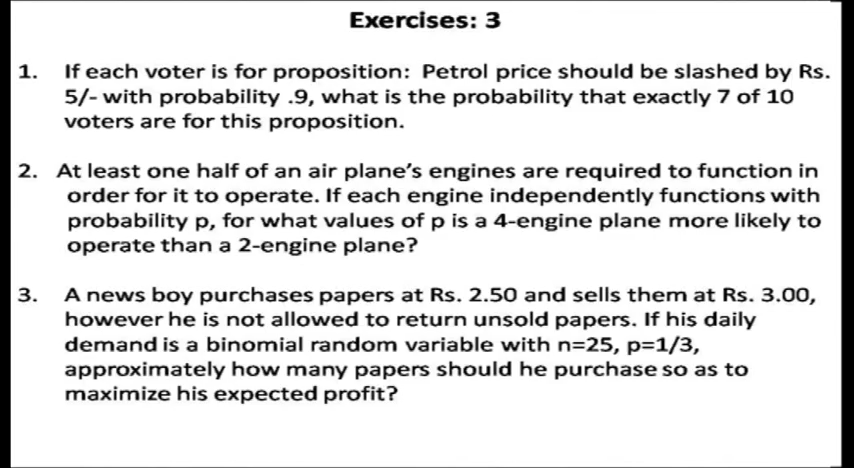 Exercises: 3
1. If each voter is for proposition: Petrol price should be slashed by Rs.
5/- with probability .9, what is the probability that exactly 7 of 10
voters are for this proposition.
2. At least one half of an air plane’s engines are required to function in
order for it to operate. If each engine independently functions with
probability p, for what values of p is a 4-engine plane more likely to
operate than a 2-engine plane?
3. A news boy purchases papers at Rs. 2.50 and sells them at Rs. 3.00,
however he is not allowed to return unsold papers. If his daily
demand is a binomial random variable with n=25, p=1/3,
approximately how many papers should he purchase so as to
maximize his expected profit?